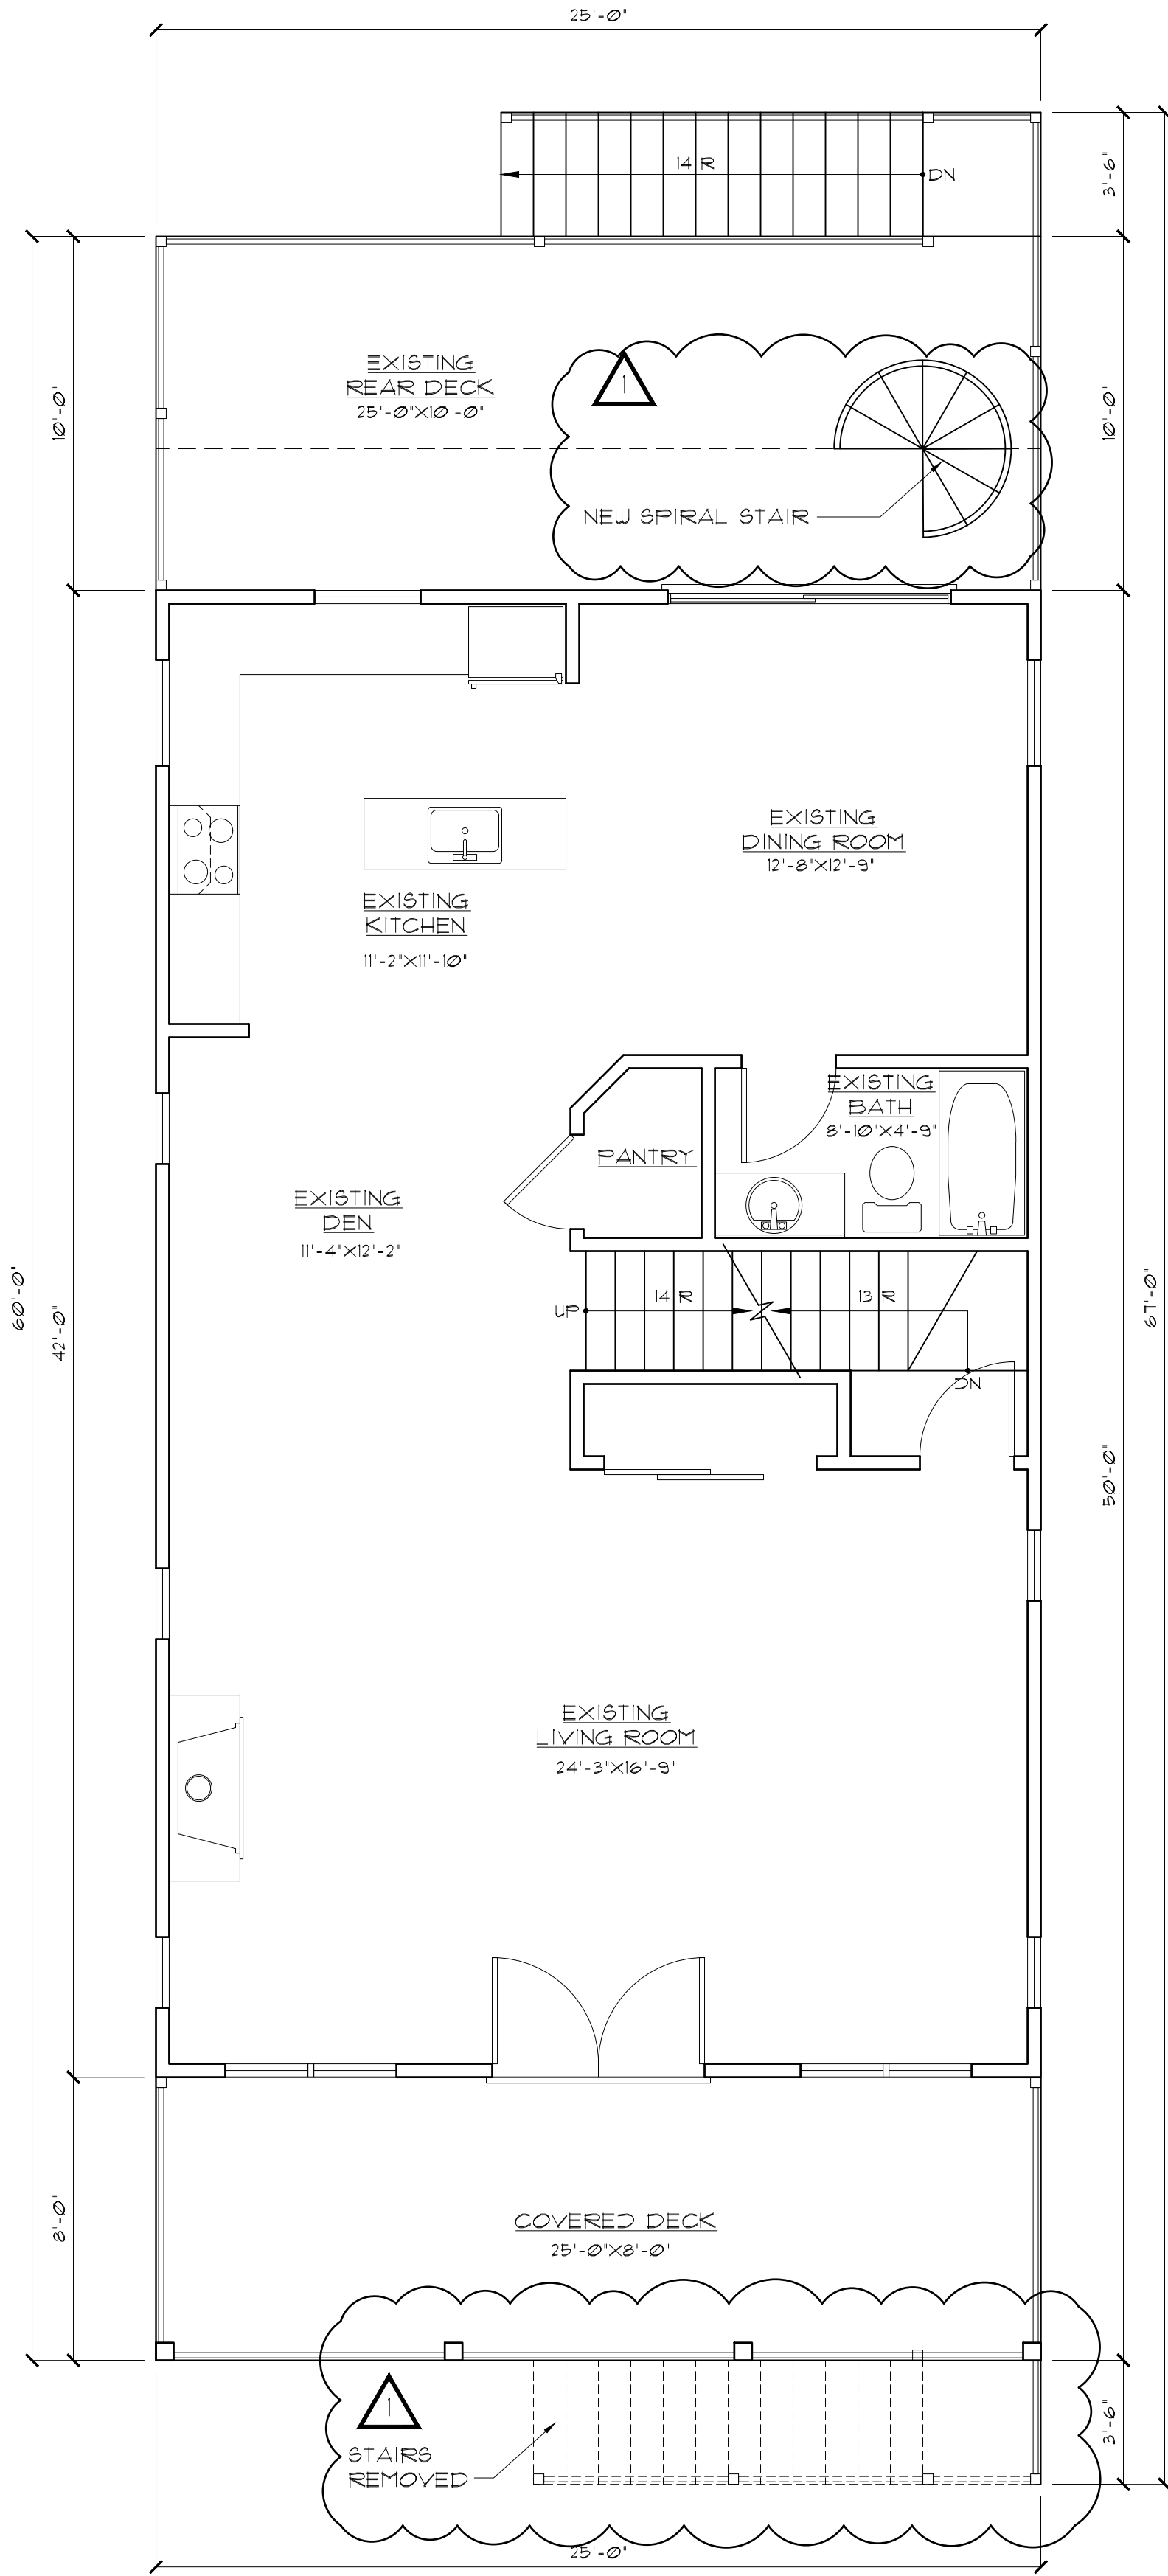 25'-0"
14 R
DN
3'-6"
EXISTING
REAR DECK
25'-0"X10'-0"
1
10'-0"
10'-0"
NEW SPIRAL STAIR
EXISTING
DINING ROOM
12'-8"X12'-9"
EXISTING
KITCHEN
11'-2"X11'-10"
EXISTING
BATH
8'-10"X4'-9"
PANTRY
EXISTING
DEN
11'-4"X12'-2"
UP
14 R
13 R
DN
60'-0"
42'-0"
67'-0"
50'-0"
EXISTING
LIVING ROOM
24'-3"X16'-9"
8'-0"
COVERED DECK
25'-0"X8'-0"
1
STAIRS
REMOVED
3'-6"
25'-0"